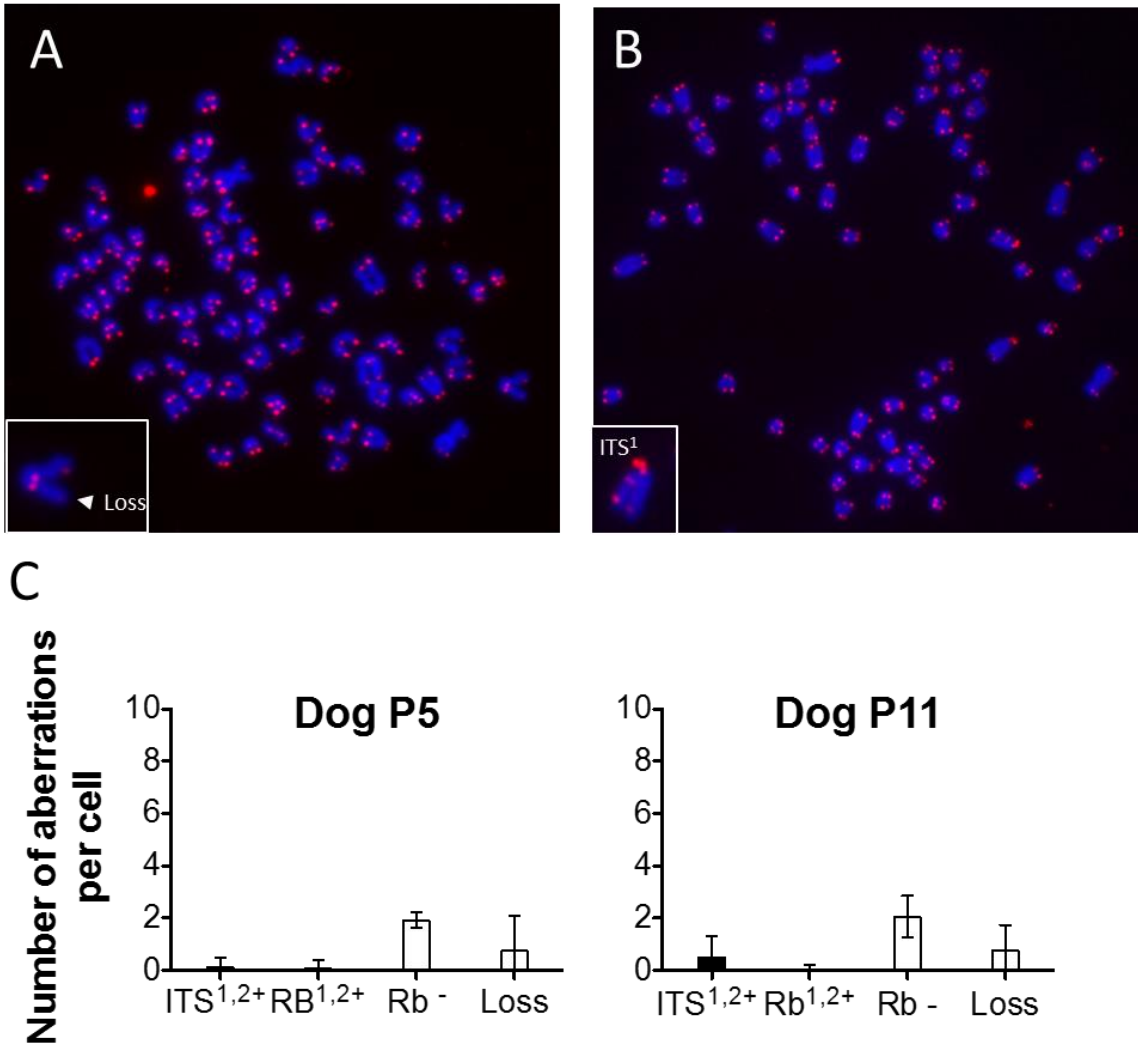 A
B
Loss
ITS¹
C
Number of aberrations
per cell
Dog P5
10
8
6
4
2
0
ITS¹,²⁺ RB¹,²⁺ Rb - Loss
Dog P11
10
8
6
4
2
0
ITS¹,²⁺ Rb¹,²⁺ Rb - Loss